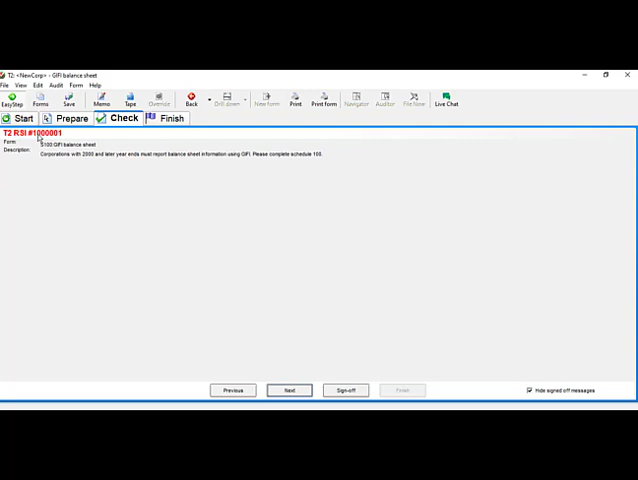 T2: <NewCorp> - GIFI balance sheet
File View Edit Audit Form Help
EasyStep Forms Save Memo Tape Override Back Drill down New form Print Print form Navigator Auditor File Now Live Chat
Start Prepare Check Finish
T2 RSI #1000001
Form: S100:GIFI balance sheet
Description: Corporations with 2000 and later year ends must report balance sheet information using GIFI. Please complete schedule 100.
Previous Next Sign-off Finish Hide signed off messages